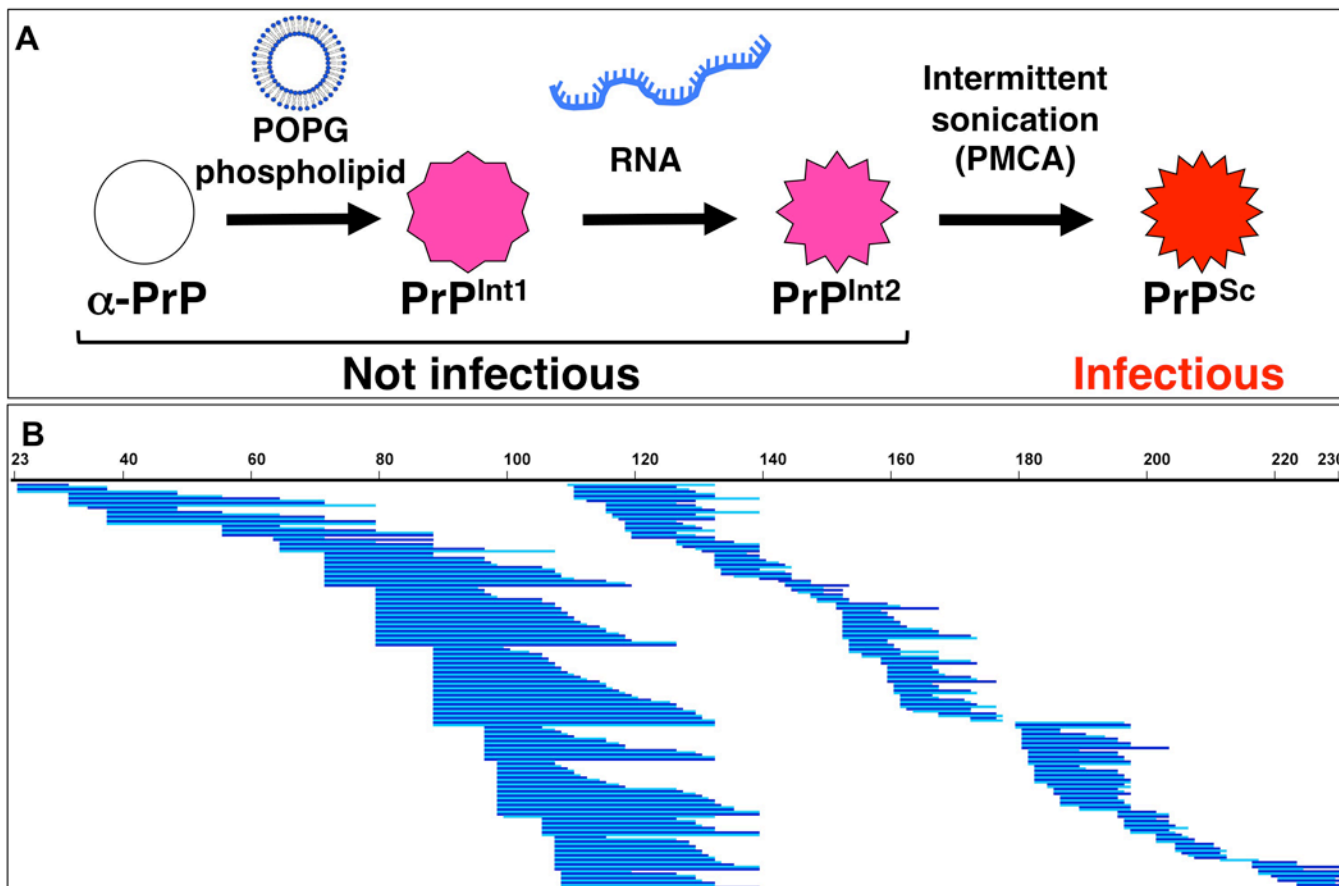 A
POPG
phospholipid
RNA
Intermittent
sonication
(PMCA)
α-PrP
PrPInt1
PrPInt2
PrPSc
Not infectious
Infectious
B
23 40 60 80 100 120 140 160 180 200 220 230